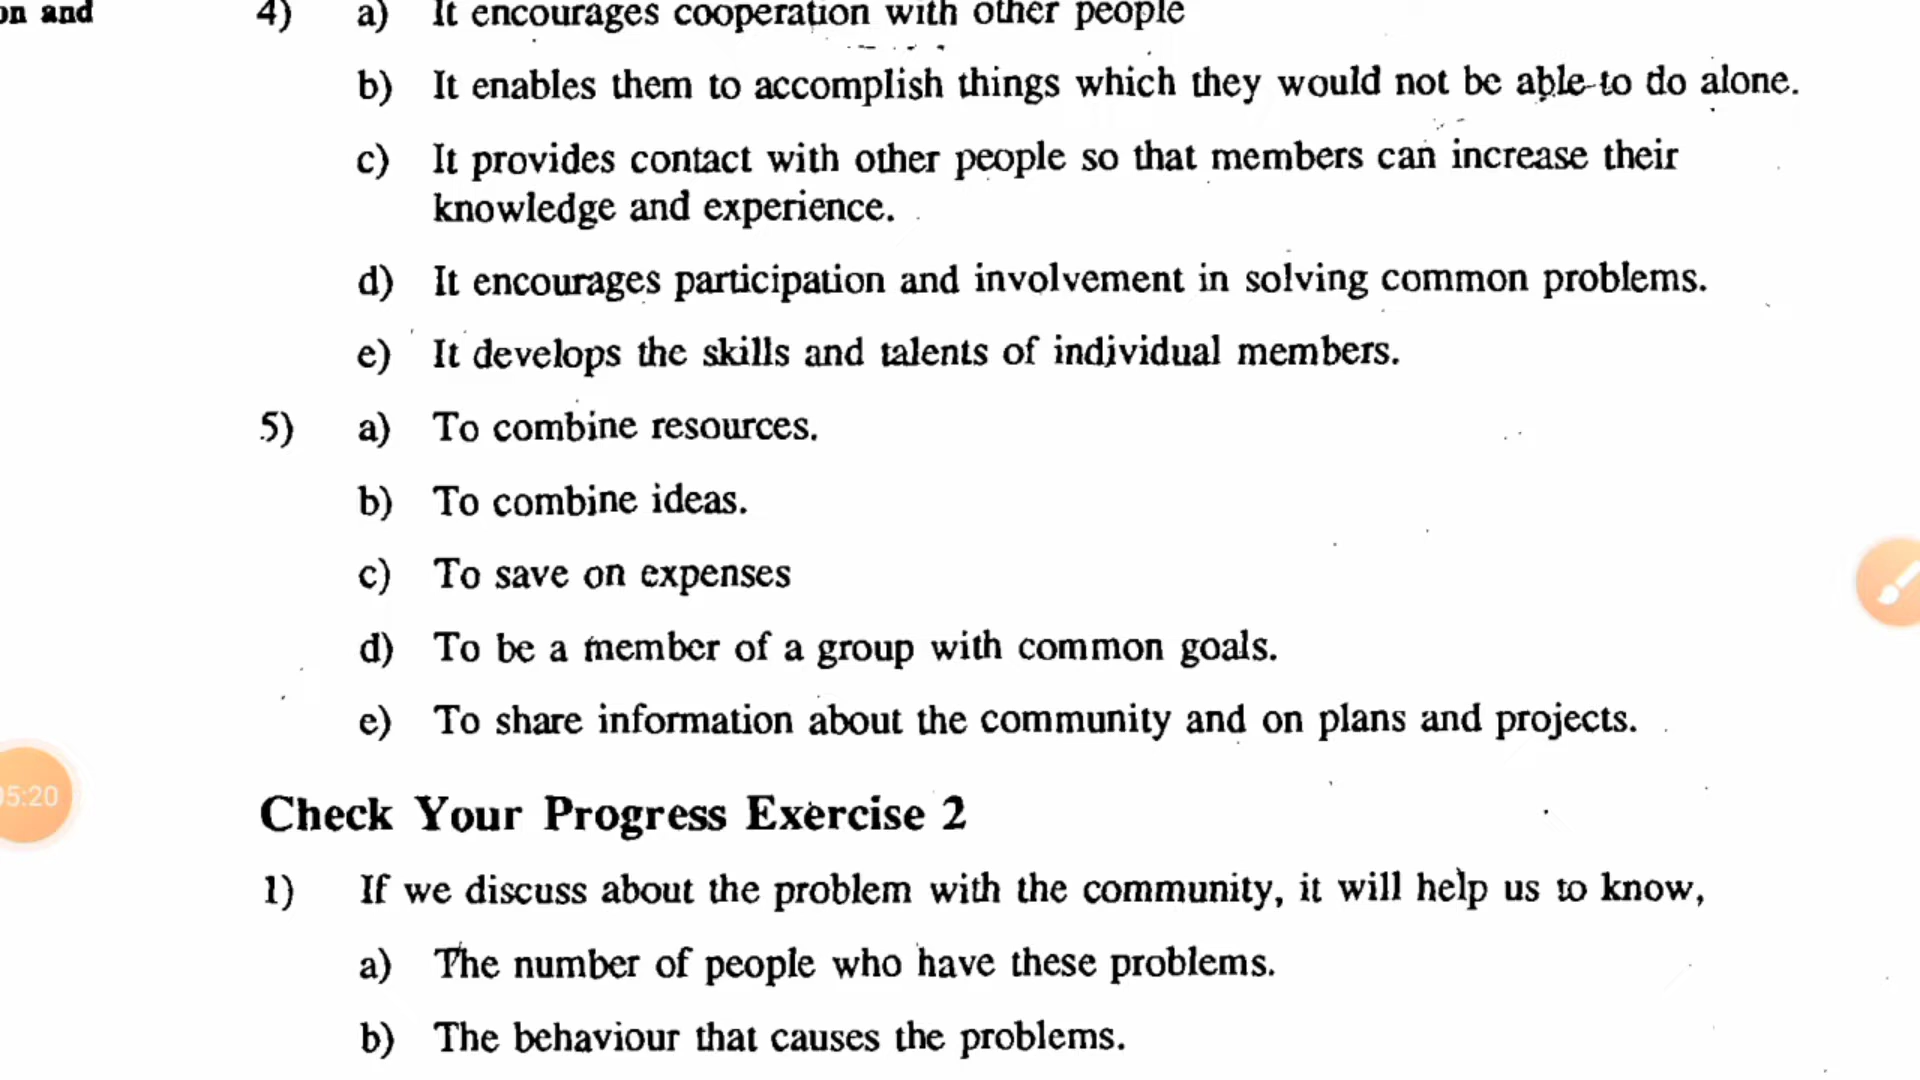 on and
4) a) It encourages cooperation with other people
b) It enables them to accomplish things which they would not be able to do alone.
c) It provides contact with other people so that members can increase their
knowledge and experience.
d) It encourages participation and involvement in solving common problems.
e) It develops the skills and talents of individual members.
5) a) To combine resources.
b) To combine ideas.
c) To save on expenses
d) To be a member of a group with common goals.
e) To share information about the community and on plans and projects.
05:20
Check Your Progress Exercise 2
1) If we discuss about the problem with the community, it will help us to know,
a) The number of people who have these problems.
b) The behaviour that causes the problems.